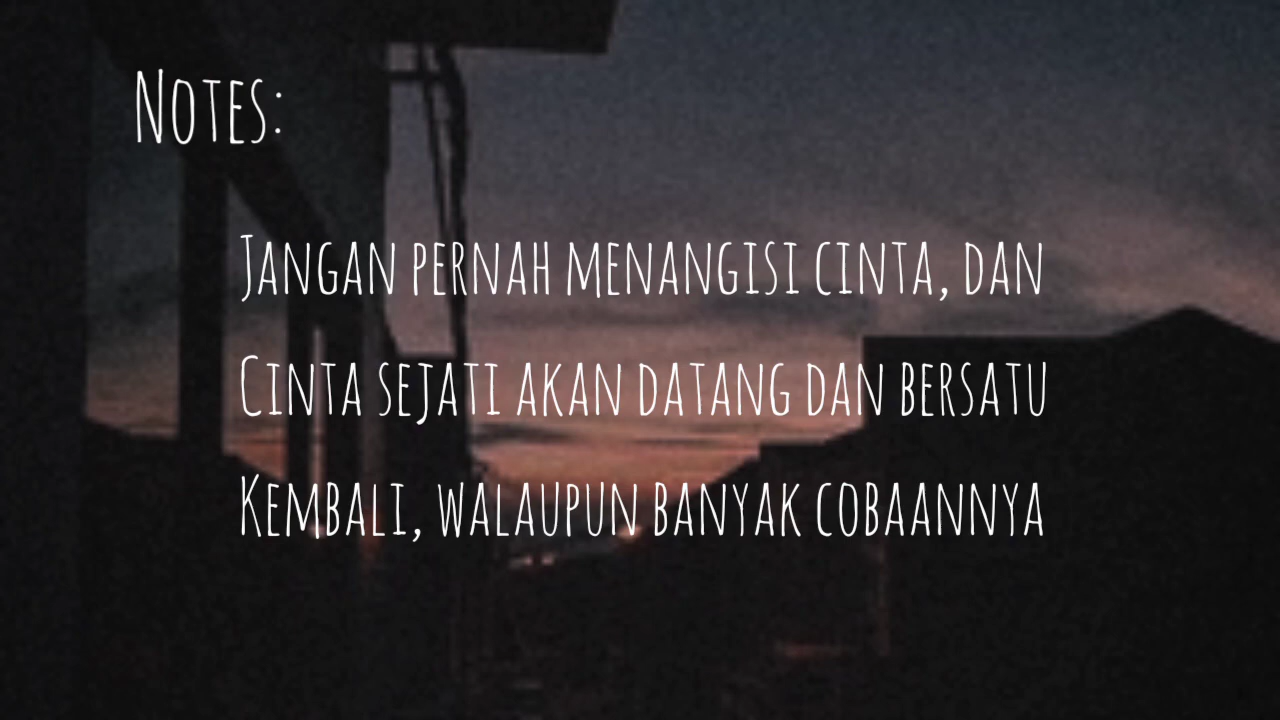 Notes:
Jangan pernah menangisi cinta, dan
Cinta sejati akan datang dan bersatu
Kembali, walaupun banyak cobaannya